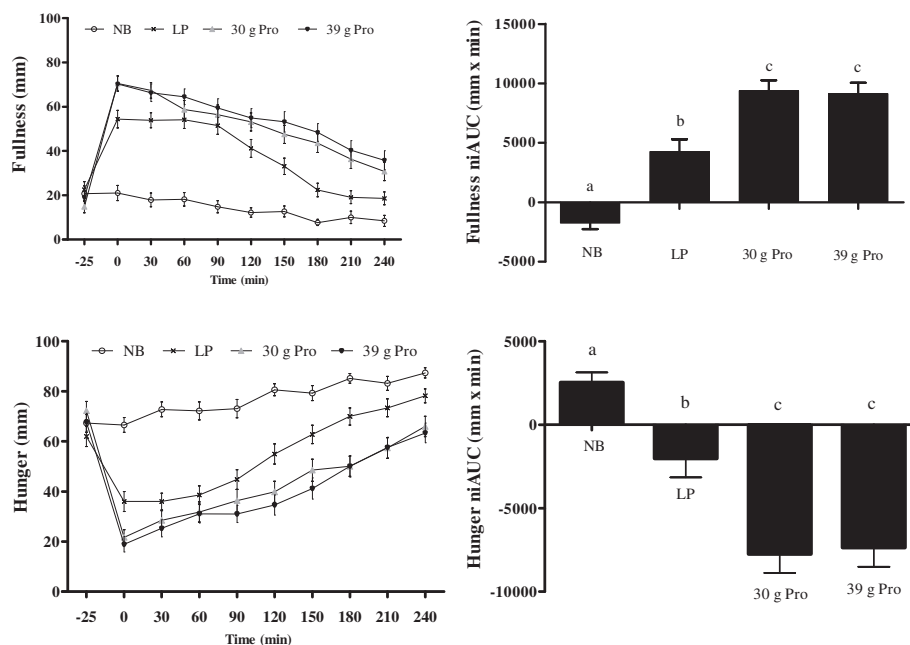 NB LP 30 g Pro 39 g Pro
Fullness (mm)
100
80
60
40
20
0
-25 0 30 60 90 120 150 180 210 240
Time (min)
Fullness niAUC (mm x min)
15000
10000
5000
0
-5000
a
b
c
c
NB LP 30 g Pro 39 g Pro
NB LP 30 g Pro 39 g Pro
Hunger (mm)
100
80
60
40
20
0
-25 0 30 60 90 120 150 180 210 240
Time (min)
Hunger niAUC (mm x min)
5000
0
-5000
-10000
a
b
c
c
NB
LP
30 g Pro 39 g Pro